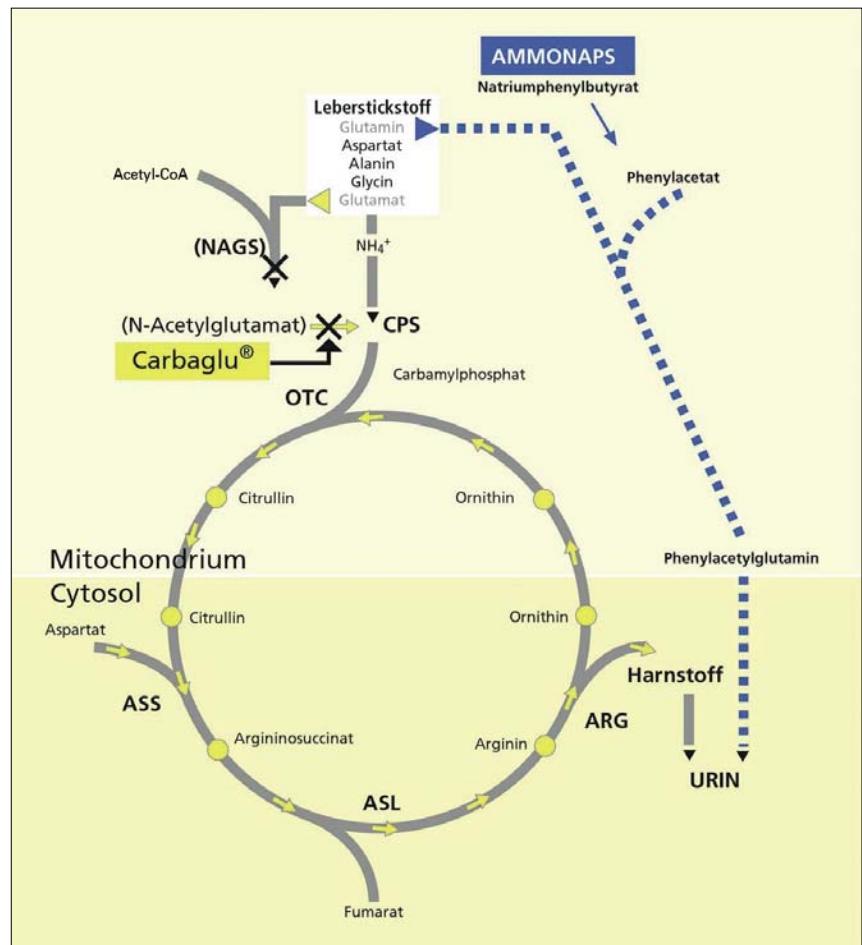 AMMONAPS
Natriumphenylbutyrat
Leberstickstoff
Glutamin
Aspartat
Alanin
Glycin
Glutamat
Acetyl-CoA
Phenylacetat
(NAGS)
NH₄⁺
(N-Acetylglutamat)
CPS
Carbaglu®
Carbamylphosphat
OTC
Citrullin
Ornithin
Mitochondrium
Phenylacetylglutamin
Cytosol
Citrullin
Ornithin
Aspartat
Harnstoff
ASS
ARG
Argininosuccinat
Arginin
URIN
ASL
Fumarat